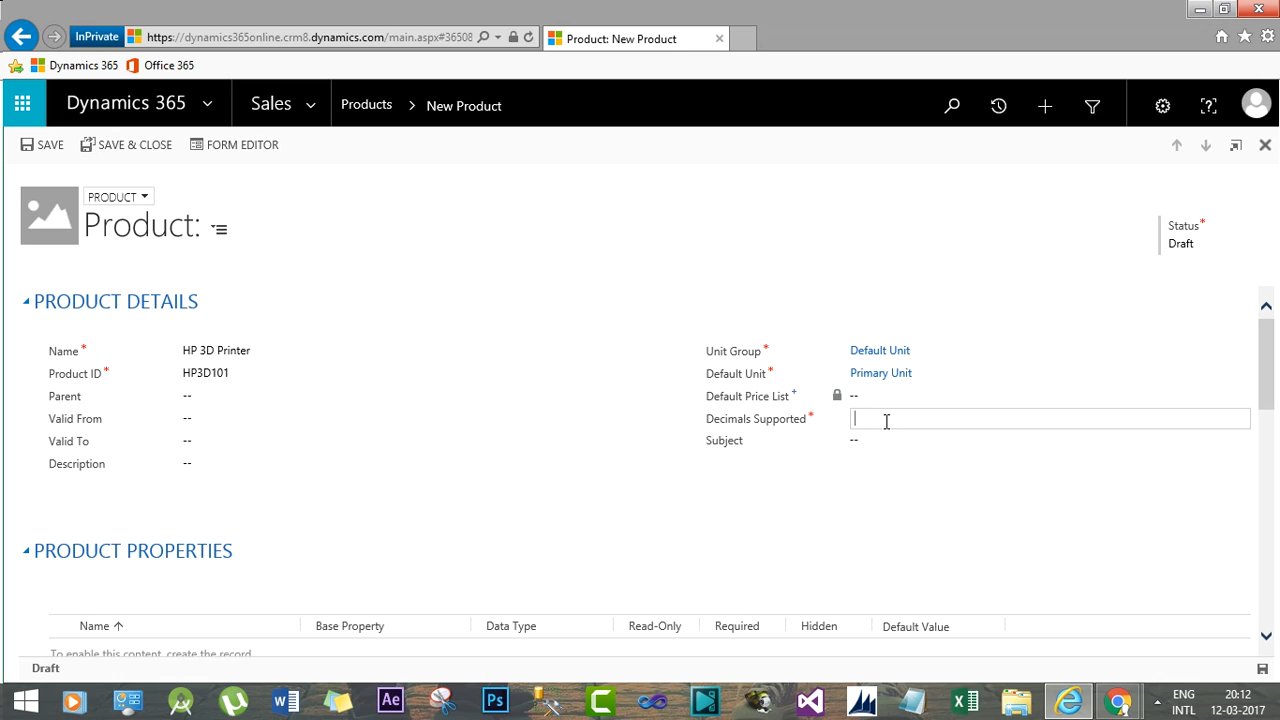 InPrivate
https://dynamics365online.crm8.dynamics.com/main.aspx#36508
Product: New Product
Dynamics 365
Office 365
Dynamics 365
Sales
Products > New Product
SAVE
SAVE & CLOSE
FORM EDITOR
PRODUCT
Product:
Status*
Draft
PRODUCT DETAILS
Name* HP 3D Printer
Product ID* HP3D101
Parent --
Valid From --
Valid To --
Description --
Unit Group* Default Unit
Default Unit* Primary Unit
Default Price List+ --
Decimals Supported*
Subject --
PRODUCT PROPERTIES
Name Base Property Data Type Read-Only Required Hidden Default Value
To enable this content, create the record.
Draft
Ae
Ps
ENG
INTL
20:12
12-03-2017